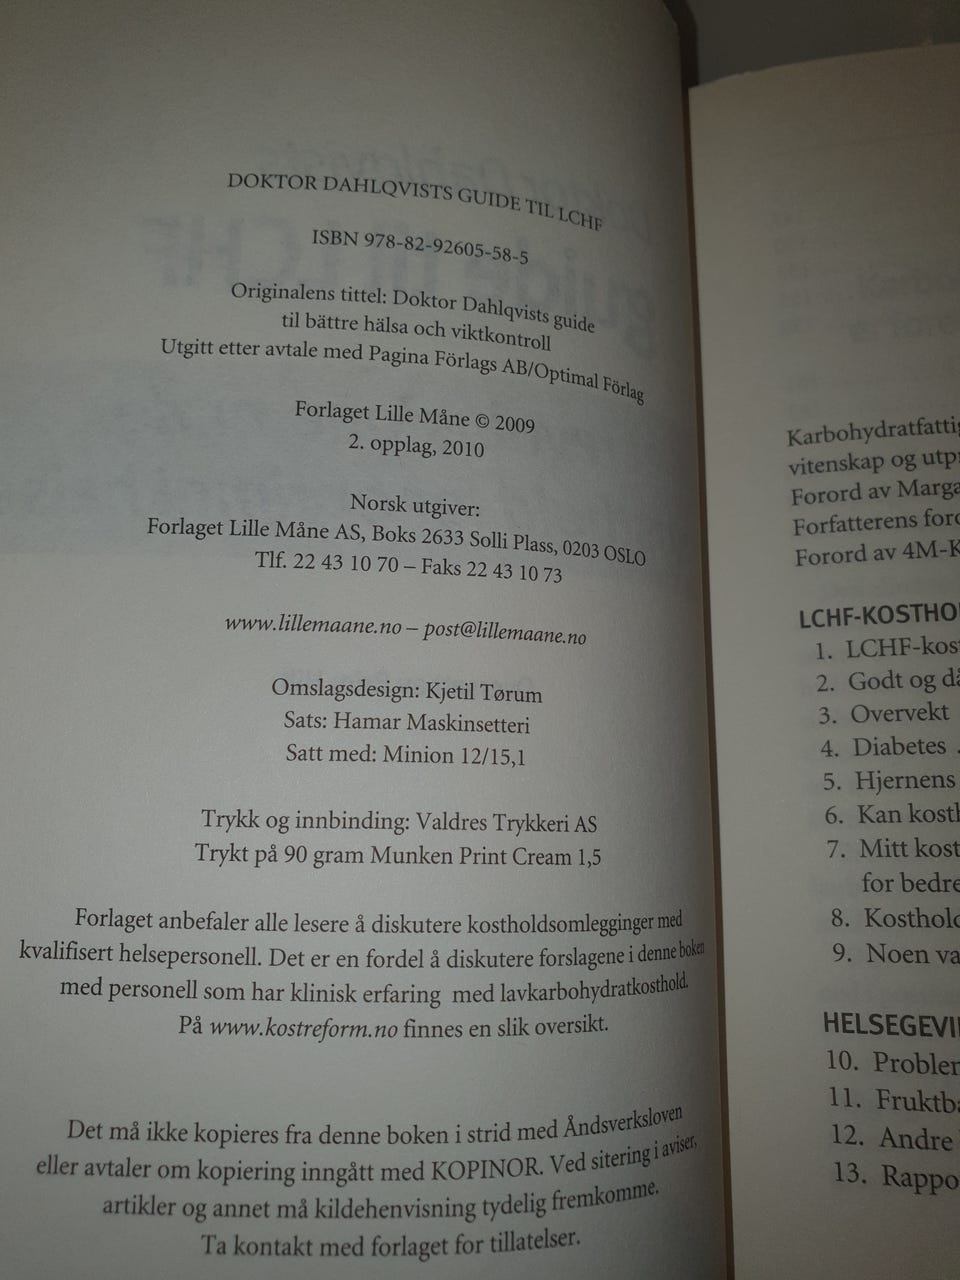 DOKTOR DAHLQVISTS GUIDE TIL LCHF
ISBN 978-82-92605-58-5
Originalens tittel: Doktor Dahlqvists guide
til bättre hälsa och viktkontroll
Utgitt etter avtale med Pagina Förlags AB/Optimal Förlag
Forlaget Lille Måne © 2009
2. opplag, 2010
Norsk utgiver:
Forlaget Lille Måne AS, Boks 2633 Solli Plass, 0203 OSLO
Tlf. 22 43 10 70 – Faks 22 43 10 73
www.lillemaane.no – post@lillemaane.no
Omslagsdesign: Kjetil Tørum
Sats: Hamar Maskinsetteri
Satt med: Minion 12/15,1
Trykk og innbinding: Valdres Trykkeri AS
Trykt på 90 gram Munken Print Cream 1,5
Forlaget anbefaler alle lesere å diskutere kostholdsomlegginger med
kvalifisert helsepersonell. Det er en fordel å diskutere forslagene i denne boken
med personell som har klinisk erfaring med lavkarbohydratkosthold.
På www.kostreform.no finnes en slik oversikt.
Det må ikke kopieres fra denne boken i strid med Åndsverksloven
eller avtaler om kopiering inngått med KOPINOR. Ved sitering i aviser,
artikler og annet må kildehenvisning tydelig fremkomme.
Ta kontakt med forlaget for tillatelser.
Karbohydratfattig
vitenskap og utpr
Forord av Marga
Forfatterens foro
Forord av 4M-K
LCHF-KOSTHO
1. LCHF-kost
2. Godt og då
3. Overvekt
4. Diabetes .
5. Hjernens
6. Kan kosth
7. Mitt kost
for bedre
8. Kosthold
9. Noen va
HELSEGEVI
10. Problem
11. Fruktba
12. Andre
13. Rappo